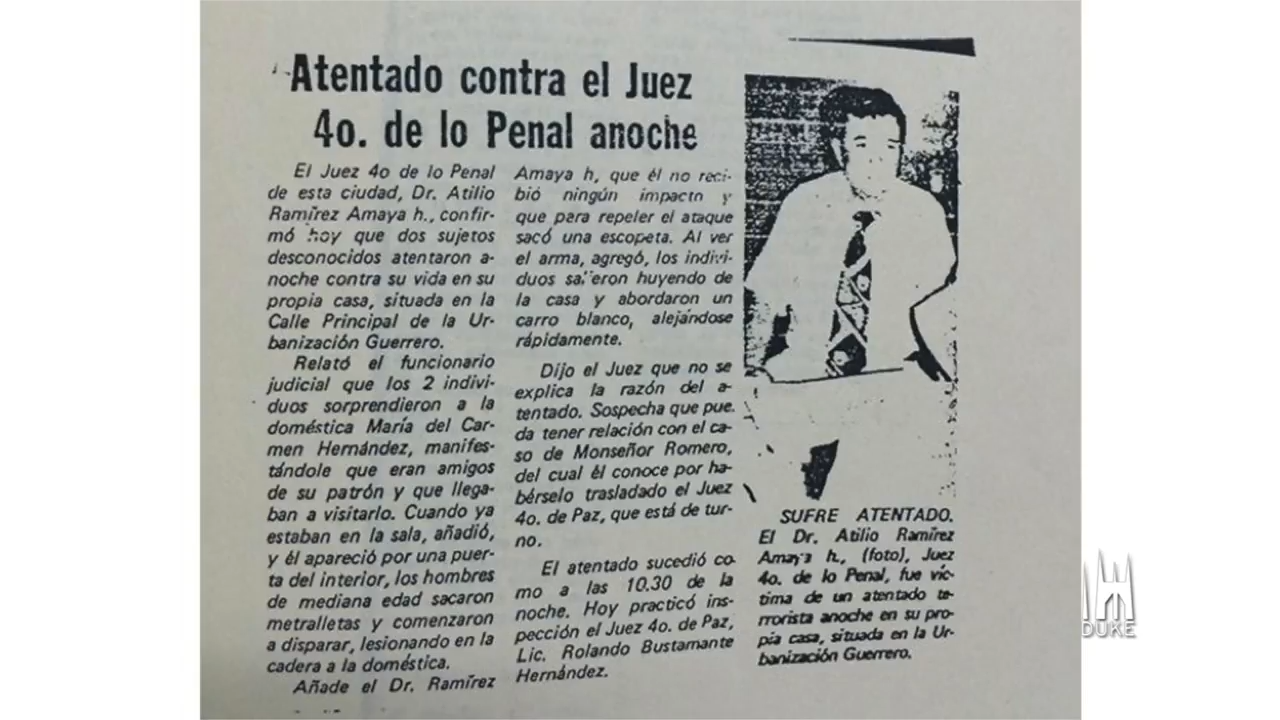 Atentado contra el Juez
4o. de lo Penal anoche
El Juez 4o de lo Penal
de esta ciudad, Dr. Atilio
Ramírez Amaya h., confir-
mó hoy que dos sujetos
desconocidos atentaron a-
noche contra su vida en su
propia casa, situada en la
Calle Principal de la Ur-
banización Guerrero.
Relató el funcionario
judicial que los 2 indivi-
duos sorprendieron a la
doméstica María del Car-
men Hernández, manifes-
tándole que eran amigos
de su patrón y que llega-
ban a visitarlo. Cuando ya
estaban en la sala, añadió,
y él apareció por una puer-
ta del interior, los hombres
de mediana edad sacaron
metralletas y comenzaron
a disparar, lesionando en la
cadera a la doméstica.
Añade el Dr. Ramírez
Amaya h, que él no reci-
bió ningún impacto y
que para repeler el ataque
sacó una escopeta. Al ver
el arma, agregó, los indivi-
duos salieron huyendo de
la casa y abordaron un
carro blanco, alejándose
rápidamente.
Dijo el Juez que no se
explica la razón del a-
tentado. Sospecha que pue-
da tener relación con el ca-
so de Monseñor Romero,
del cual él conoce por ha-
bérselo trasladado el Juez
4o. de Paz, que está de tur-
no.
El atentado sucedió co-
mo a las 10.30 de la
noche. Hoy practicó ins-
pección el Juez 4o. de Paz,
Lic. Rolando Bustamante
Hernández.
SUFRE ATENTADO.
El Dr. Atilio Ramírez
Amaya h., (foto), Juez
4o. de lo Penal, fue víc-
tima de un atentado te-
rrorista anoche en su pro-
pia casa, situada en la Ur-
banización Guerrero.
DUKE